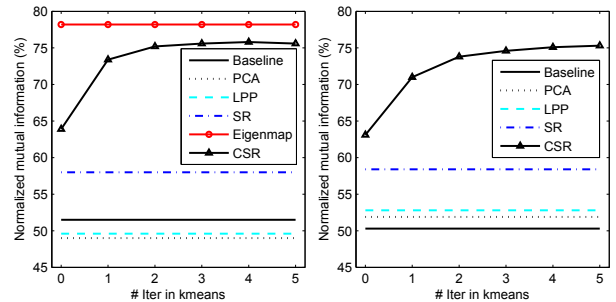 Normalized mutual information (%)
80
75
70
65
60
55
50
45
0 1 2 3 4 5
# Iter in kmeans
Baseline
PCA
LPP
SR
Eigenmap
CSR
Normalized mutual information (%)
80
75
70
65
60
55
50
45
0 1 2 3 4 5
# Iter in kmeans
Baseline
PCA
LPP
SR
CSR